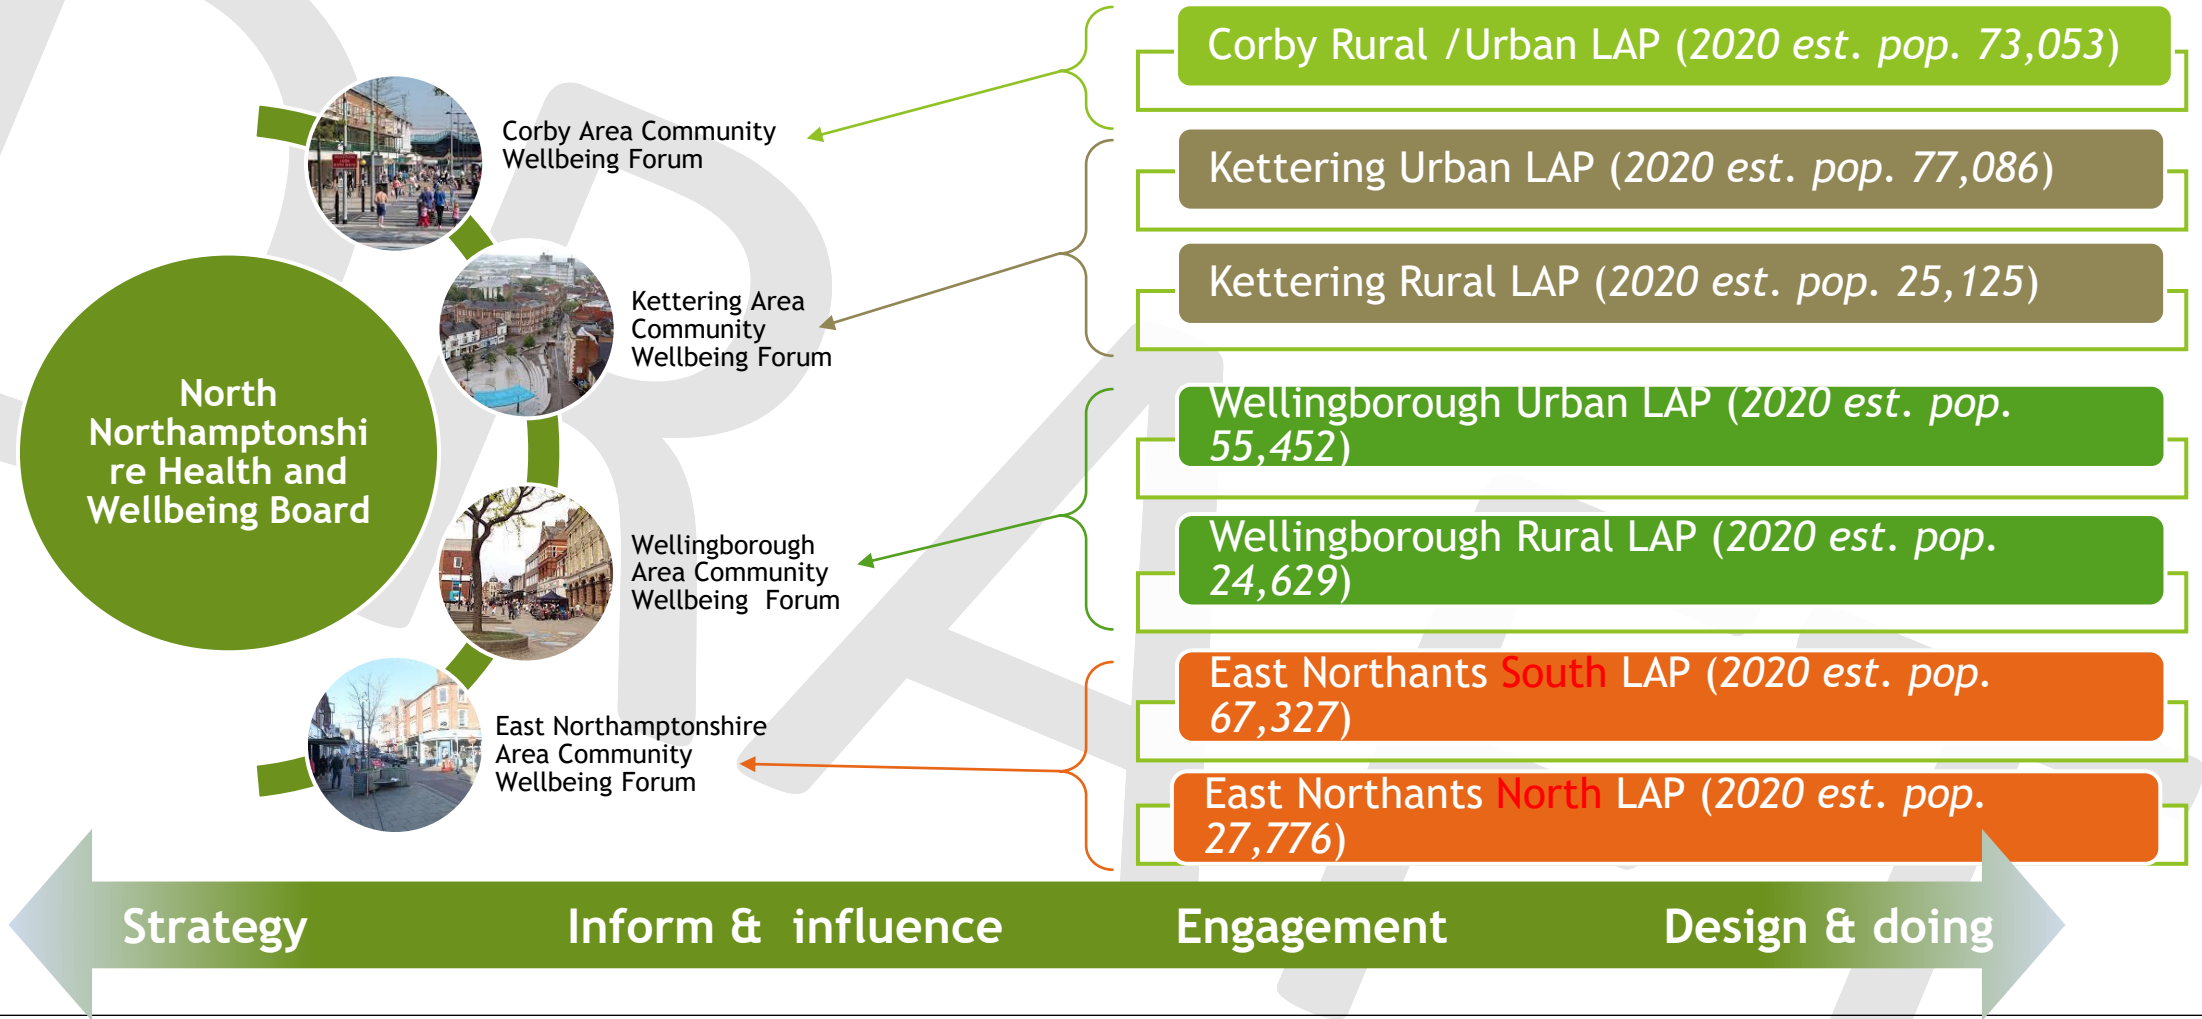 Corby Rural /Urban LAP (2020 est. pop. 73,053)
Corby Area Community
Wellbeing Forum
Kettering Urban LAP (2020 est. pop. 77,086)
Kettering Rural LAP (2020 est. pop. 25,125)
Kettering Area
Community
Wellbeing Forum
North
Northamptonshi
re Health and
Wellbeing Board
Wellingborough Urban LAP (2020 est. pop.
55,452)
Wellingborough Rural LAP (2020 est. pop.
24,629)
Wellingborough
Area Community
Wellbeing  Forum
East Northants South LAP (2020 est. pop.
67,327)
East Northamptonshire
Area Community
Wellbeing Forum
East Northants North LAP (2020 est. pop.
27,776)
Strategy
Inform &  influence
Engagement
Design & doing
DRAFT